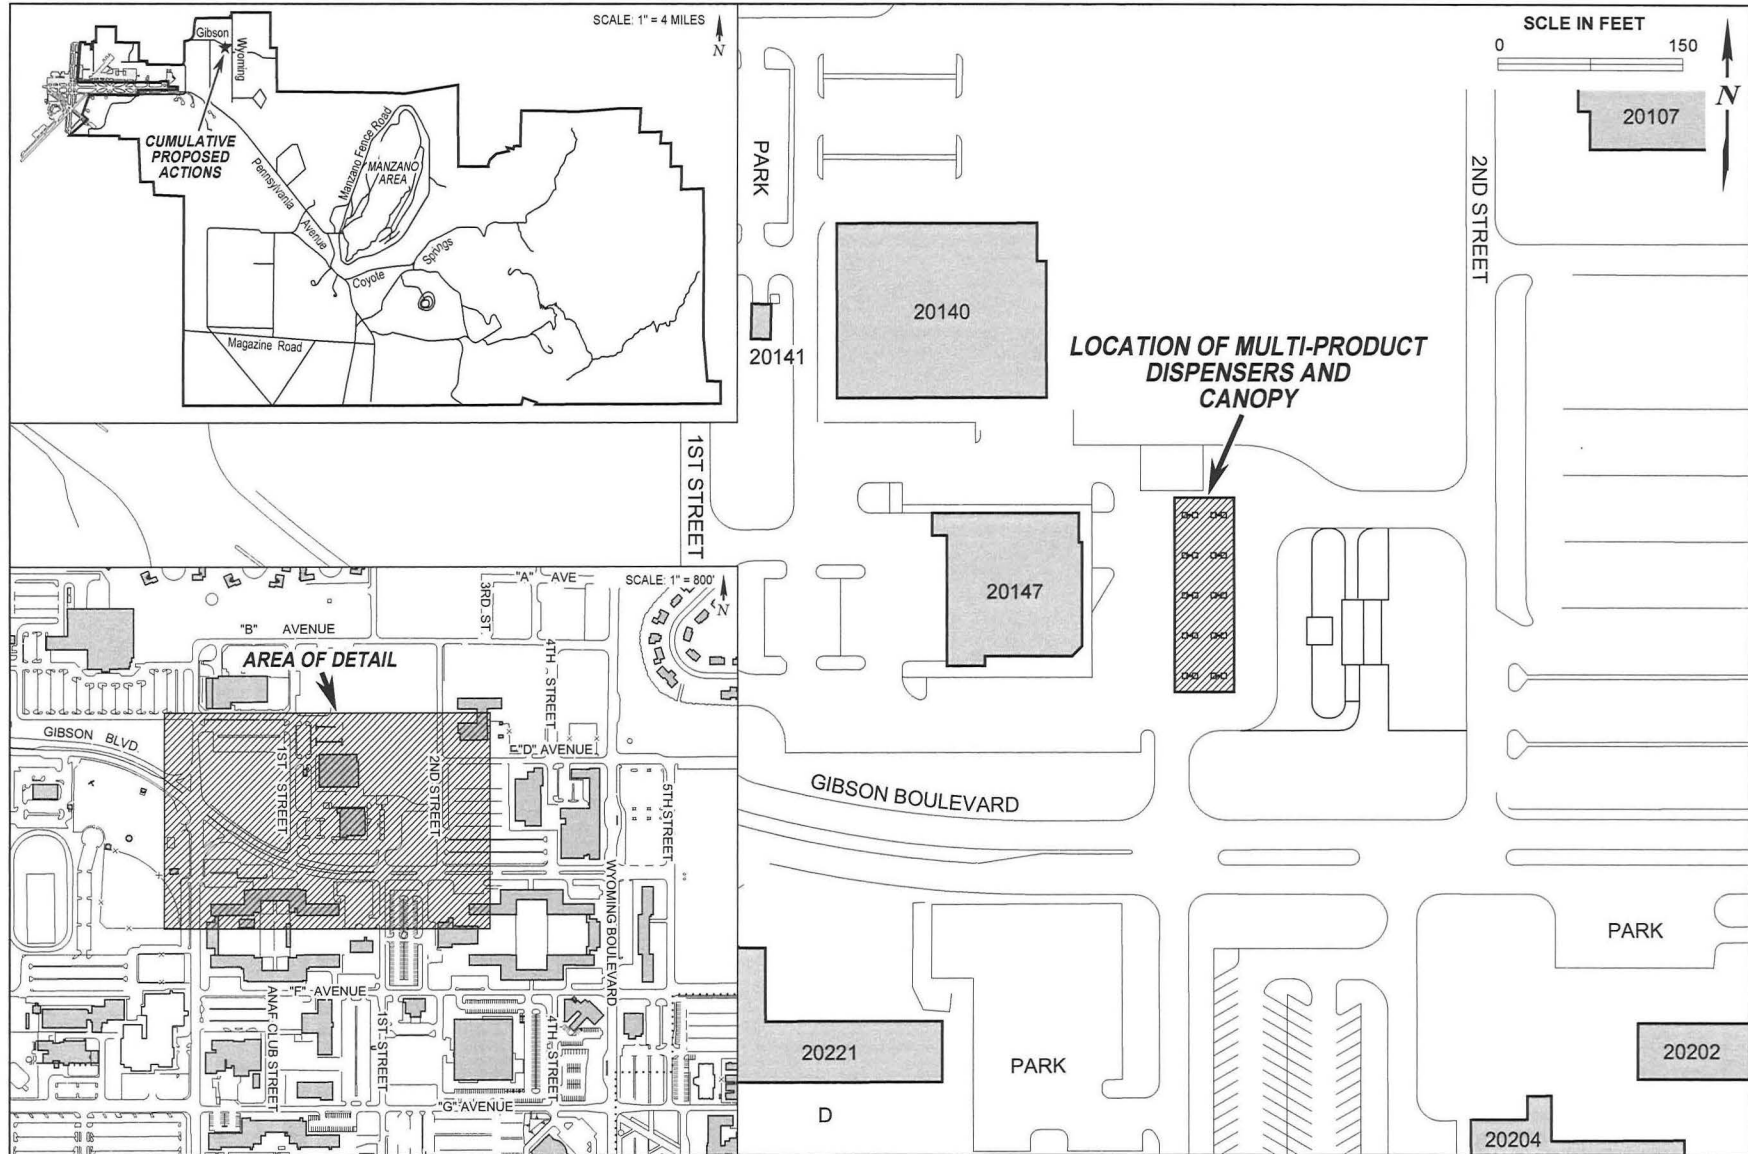 SCALE: 1" = 4 MILES
N
Gibson
Wyoming
CUMULATIVE
PROPOSED
ACTIONS
Pennsylvania
Avenue
Manzano Fence Road
MANZANO
AREA
Coyote
Springs
Magazine Road
SCLE IN FEET
0 150
N
20107
PARK
2ND STREET
20140
20141
LOCATION OF MULTI-PRODUCT
DISPENSERS AND
CANOPY
1ST STREET
20147
GIBSON BOULEVARD
PARK
20221
PARK
20202
D
20204
"A" AVE
SCALE: 1" = 800'
N
3RD ST.
"B" AVENUE
4TH STREET
AREA OF DETAIL
GIBSON BLVD.
1ST. STREET
2ND STREET
"D" AVENUE
5TH STREET
WYOMING BOULEVARD
"F" AVENUE
ANAF CLUB STREET
1ST STREET
4TH STREET
"G" AVENUE